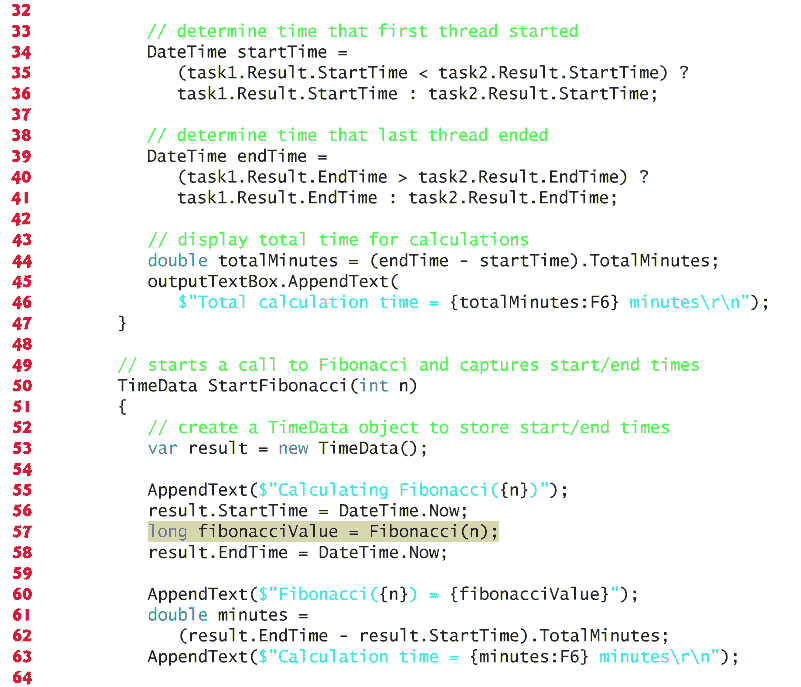 32
33 // determine time that first thread started
34 DateTime startTime =
35 (task1.Result.StartTime < task2.Result.StartTime) ?
36 task1.Result.StartTime : task2.Result.StartTime;
37
38 // determine time that last thread ended
39 DateTime endTime =
40 (task1.Result.EndTime > task2.Result.EndTime) ?
41 task1.Result.EndTime : task2.Result.EndTime;
42
43 // display total time for calculations
44 double totalMinutes = (endTime - startTime).TotalMinutes;
45 outputTextBox.AppendText(
46 $"Total calculation time = {totalMinutes:F6} minutes\r\n");
47 }
48
49 // starts a call to Fibonacci and captures start/end times
50 TimeData StartFibonacci(int n)
51 {
52 // create a TimeData object to store start/end times
53 var result = new TimeData();
54
55 AppendText($"Calculating Fibonacci({n})");
56 result.StartTime = DateTime.Now;
57 long fibonacciValue = Fibonacci(n);
58 result.EndTime = DateTime.Now;
59
60 AppendText($"Fibonacci({n}) = {fibonacciValue}");
61 double minutes =
62 (result.EndTime - result.StartTime).TotalMinutes;
63 AppendText($"Calculation time = {minutes:F6} minutes\r\n");
64